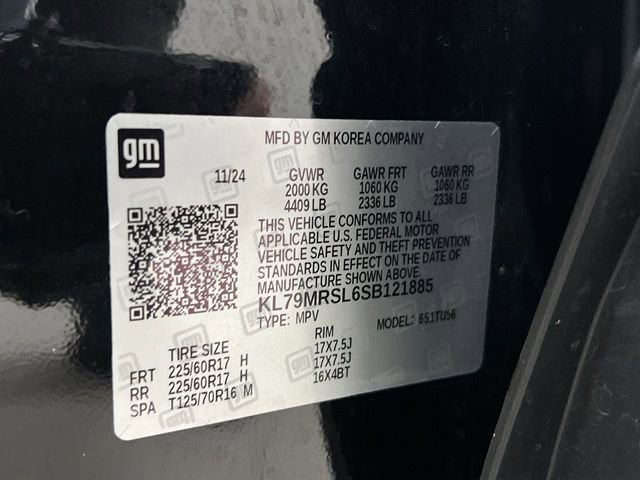 gm
MFD BY GM KOREA COMPANY
11/24 GVWR GAWR FRT GAWR RR
2000 KG 1060 KG 1060 KG
4409 LB 2336 LB 2336 LB
THIS VEHICLE CONFORMS TO ALL
APPLICABLE U.S. FEDERAL MOTOR
VEHICLE SAFETY AND THEFT PREVENTION
STANDARDS IN EFFECT ON THE DATE OF
MANUFACTURE SHOWN ABOVE.
KL79MRSL6SB121885
TYPE: MPV MODEL: 651TU56
TIRE SIZE RIM
FRT 225/60R17 H 17X7.5J
RR 225/60R17 H 17X7.5J
SPA T125/70R16 M 16X4BT